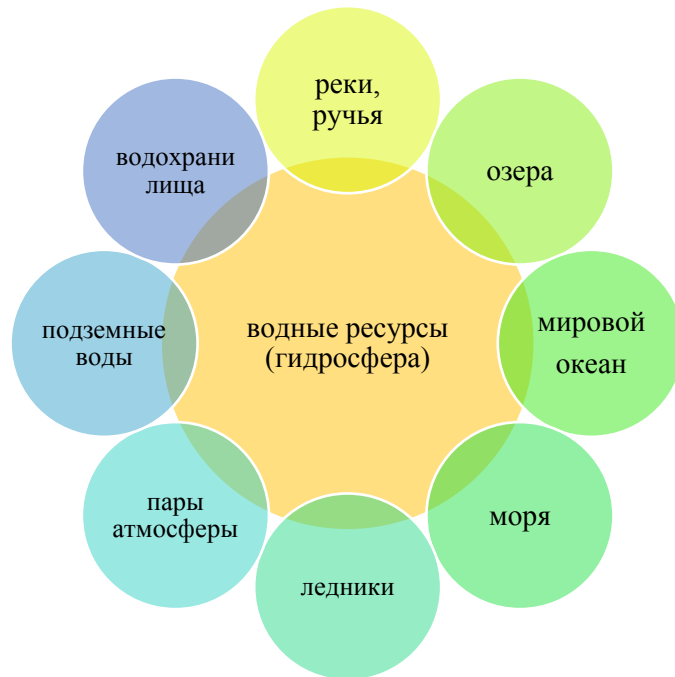 реки,
ручья
озера
мировой
океан
моря
ледники
пары
атмосферы
подземные
воды
водохрани
лища
водные ресурсы
(гидросфера)